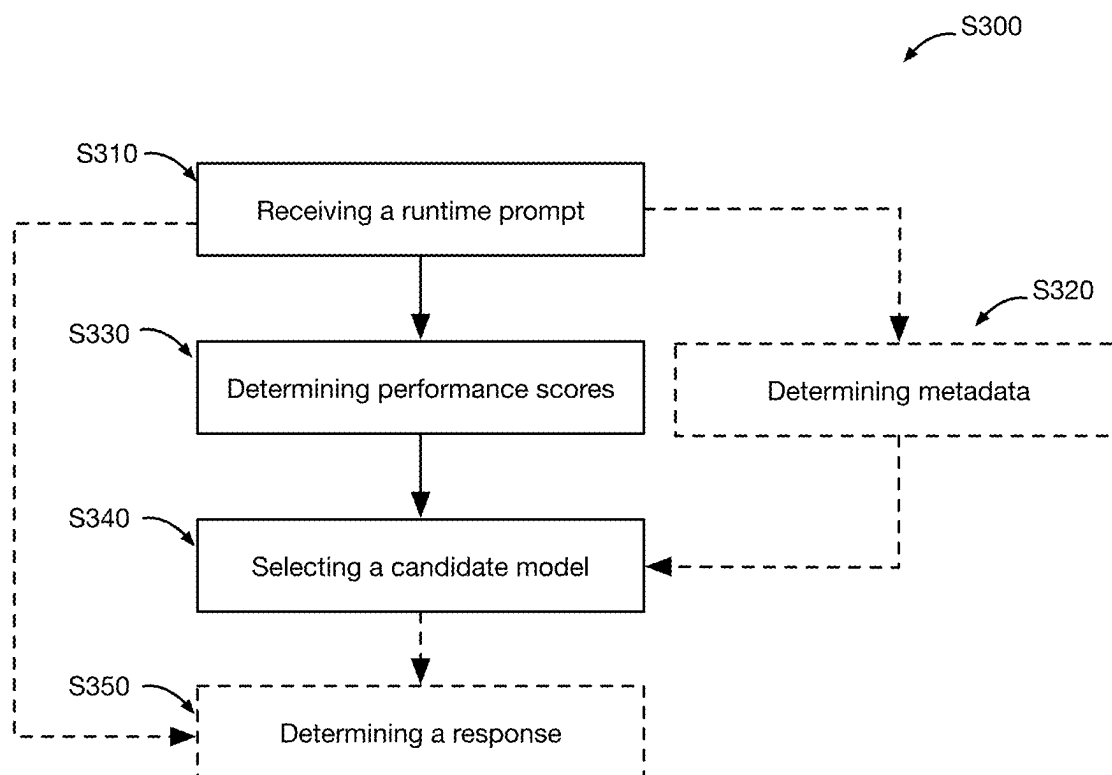 S300
S310
Receiving a runtime prompt
S320
S330
Determining performance scores
Determining metadata
S340
Selecting a candidate model
S350
Determining a response